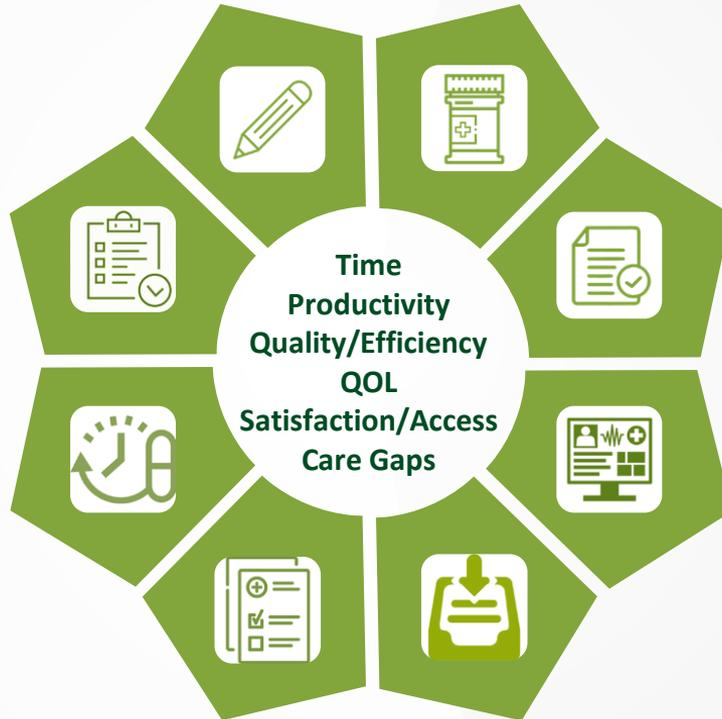 Time
Productivity
Quality/Efficiency
QOL
Satisfaction/Access
Care Gaps